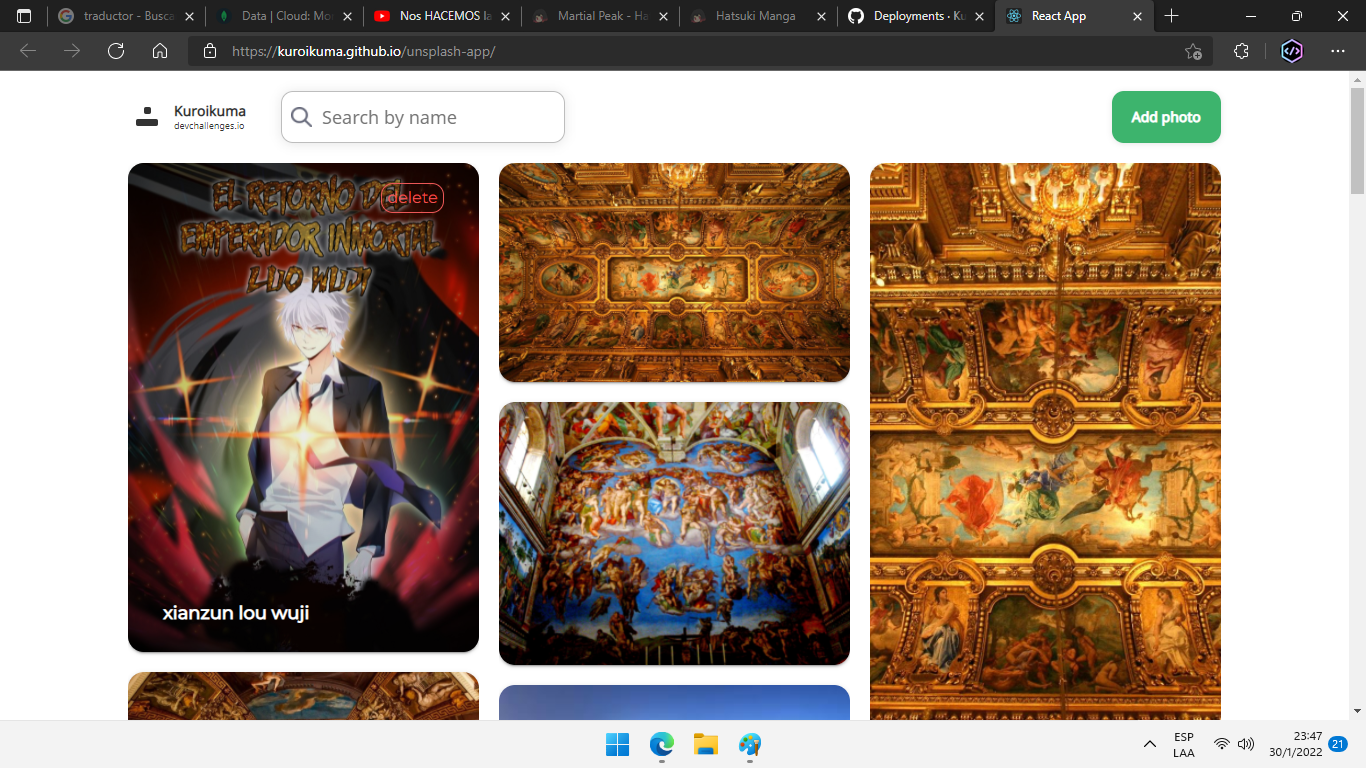 traductor - Busca
Data | Cloud: Mon
Nos HACEMOS la
Martial Peak - Ha
Hatsuki Manga
Deployments · Ku
React App
https://kuroikuma.github.io/unsplash-app/
Kuroikuma
devchallenges.io
Search by name
Add photo
EL RETORNO DEL
delete
EMPERADOR INMORTAL
LUO WUJI
xianzun lou wuji
ESP
LAA
23:47
30/1/2022
21